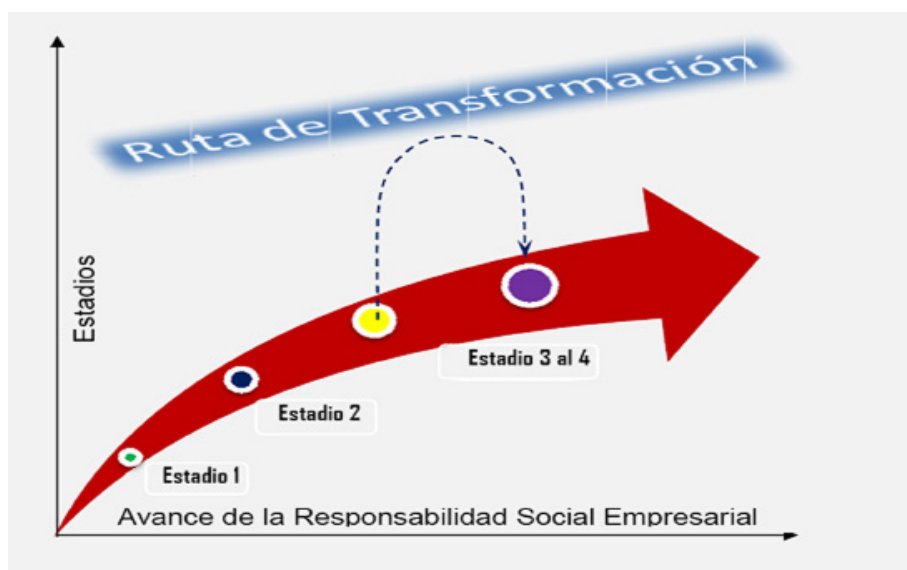 Ruta de Transformación
Estadios
Estadio 3 al 4
Estadio 2
Estadio 1
Avance de la Responsabilidad Social Empresarial